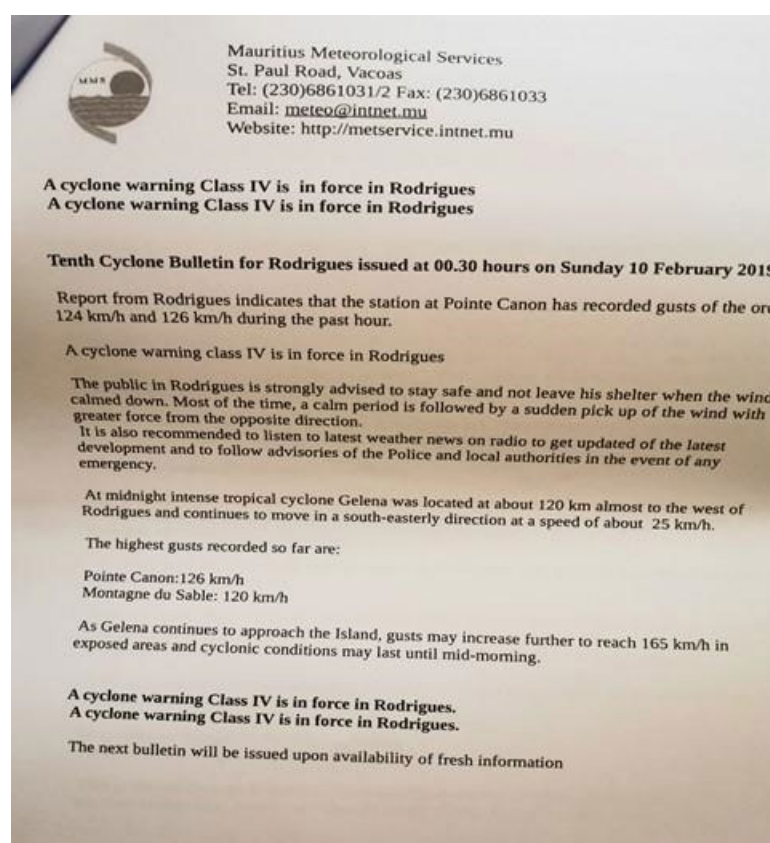 MMS
Mauritius Meteorological Services
St. Paul Road, Vacoas
Tel: (230)6861031/2 Fax: (230)6861033
Email: meteo@intnet.mu
Website: http://metservice.intnet.mu
A cyclone warning Class IV is in force in Rodrigues
A cyclone warning Class IV is in force in Rodrigues
Tenth Cyclone Bulletin for Rodrigues issued at 00.30 hours on Sunday 10 February 2019
Report from Rodrigues indicates that the station at Pointe Canon has recorded gusts of the
124 km/h and 126 km/h during the past hour.
A cyclone warning class IV is in force in Rodrigues
The public in Rodrigues is strongly advised to stay safe and not leave his shelter when the wind
calmed down. Most of the time, a calm period is followed by a sudden pick up of the wind with
greater force from the opposite direction.
It is also recommended to listen to latest weather news on radio to get updated of the latest
development and to follow advisories of the Police and local authorities in the event of any
emergency.
At midnight intense tropical cyclone Gelena was located at about 120 km almost to the west of
Rodrigues and continues to move in a south-easterly direction at a speed of about 25 km/h.
The highest gusts recorded so far are:
Pointe Canon:126 km/h
Montagne du Sable: 120 km/h
As Gelena continues to approach the Island, gusts may increase further to reach 165 km/h in
exposed areas and cyclonic conditions may last until mid-morning.
A cyclone warning Class IV is in force in Rodrigues.
A cyclone warning Class IV is in force in Rodrigues.
The next bulletin will be issued upon availability of fresh information